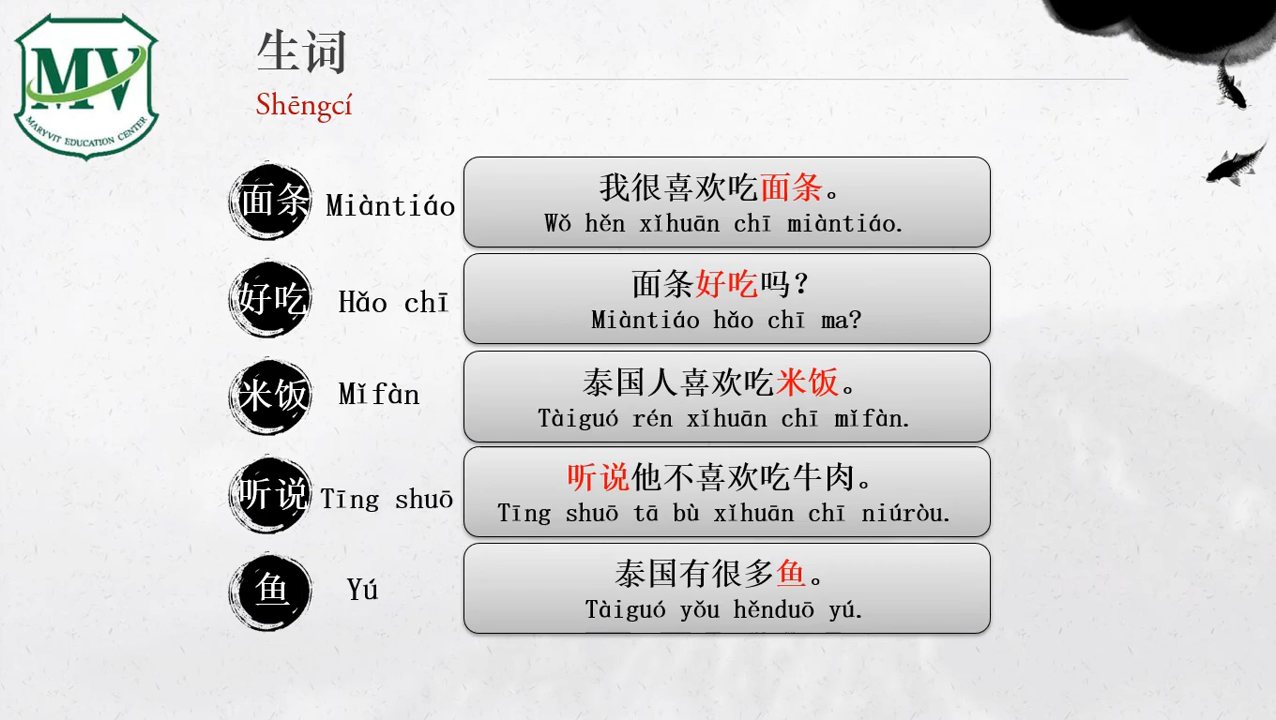 MV
MARYVIT EDUCATION CENTER
生词
Shēngcí
面条 Miàntiáo
我很喜欢吃面条。
Wǒ hěn xǐhuān chī miàntiáo.
好吃 Hǎo chī
面条好吃吗？
Miàntiáo hǎo chī ma?
米饭 Mǐfàn
泰国人喜欢吃米饭。
Tàiguó rén xǐhuān chī mǐfàn.
听说 Tīng shuō
听说他不喜欢吃牛肉。
Tīng shuō tā bù xǐhuān chī niúròu.
鱼 Yú
泰国有很多鱼。
Tàiguó yǒu hěnduō yú.